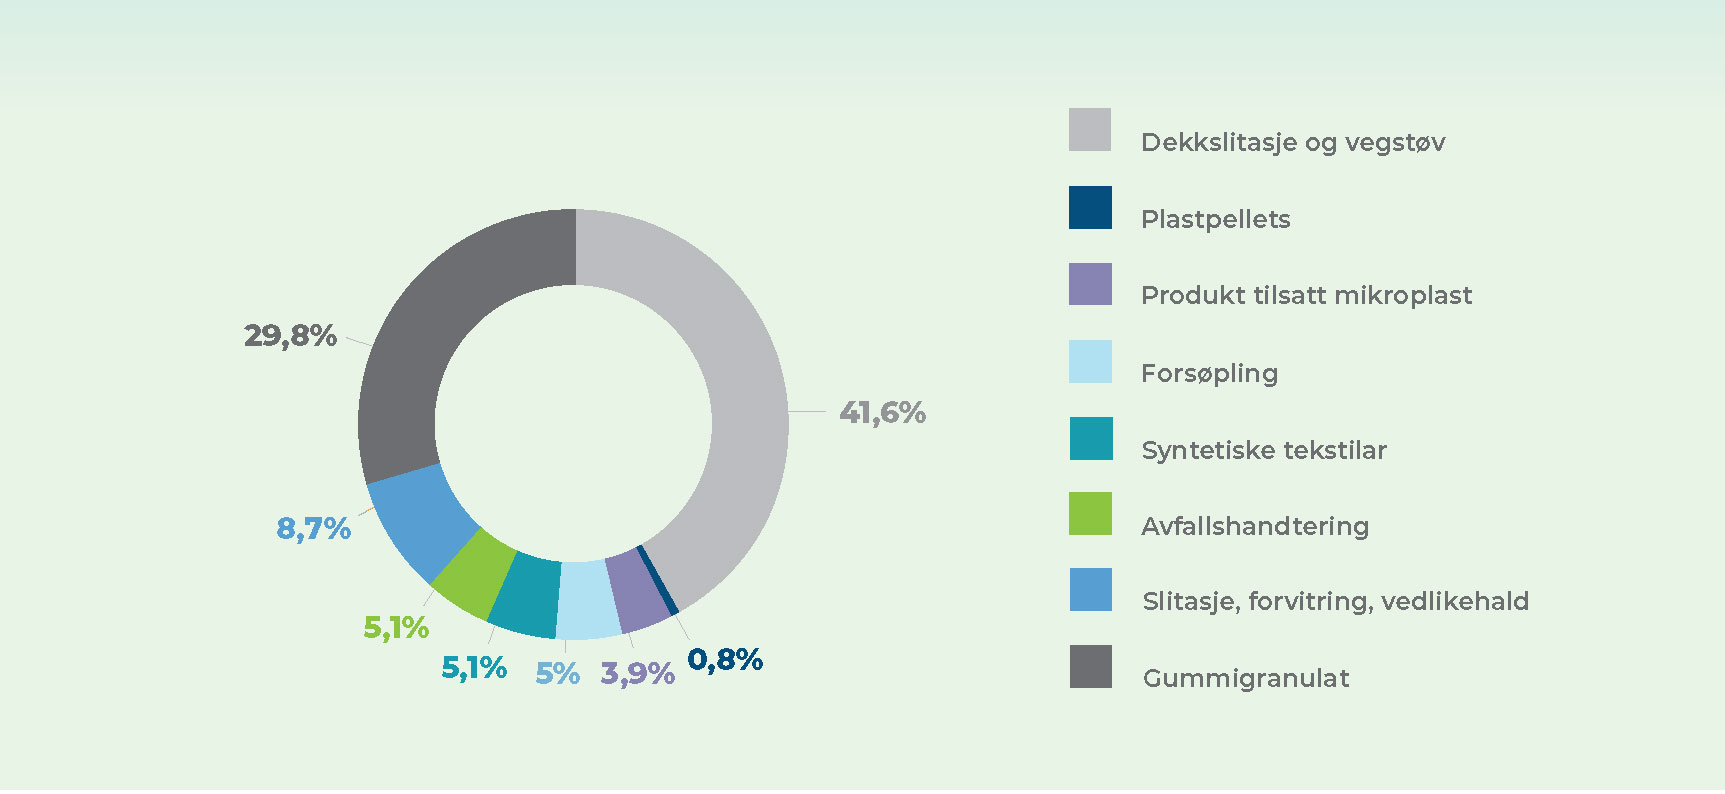 29,8%
41,6%
8,7%
5,1%
5,1%
5%
3,9%
0,8%
Dekkslitasje og vegstøv
Plastpellets
Produkt tilsatt mikroplast
Forsøpling
Syntetiske tekstilar
Avfallshandtering
Slitasje, forvitring, vedlikehald
Gummigranulat